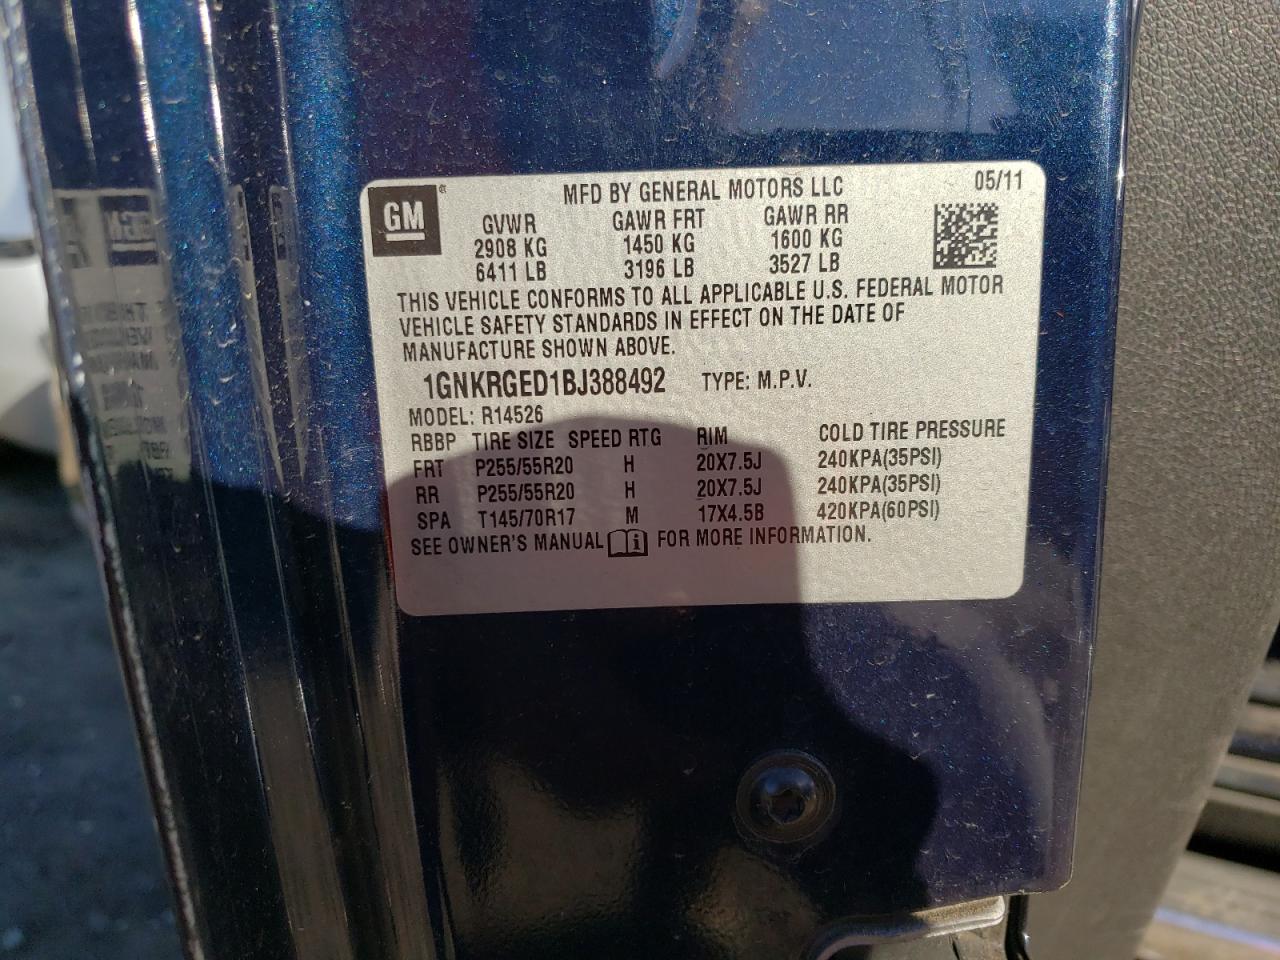 GM®
MFD BY GENERAL MOTORS LLC 05/11
GVWR GAWR FRT GAWR RR
2908 KG 1450 KG 1600 KG
6411 LB 3196 LB 3527 LB
THIS VEHICLE CONFORMS TO ALL APPLICABLE U.S. FEDERAL MOTOR
VEHICLE SAFETY STANDARDS IN EFFECT ON THE DATE OF
MANUFACTURE SHOWN ABOVE.
1GNKRGED1BJ388492 TYPE: M.P.V.
MODEL: R14526
RBBP TIRE SIZE SPEED RTG RIM COLD TIRE PRESSURE
FRT P255/55R20 H 20X7.5J 240KPA(35PSI)
RR P255/55R20 H 20X7.5J 240KPA(35PSI)
SPA T145/70R17 M 17X4.5B 420KPA(60PSI)
SEE OWNER'S MANUAL i FOR MORE INFORMATION.